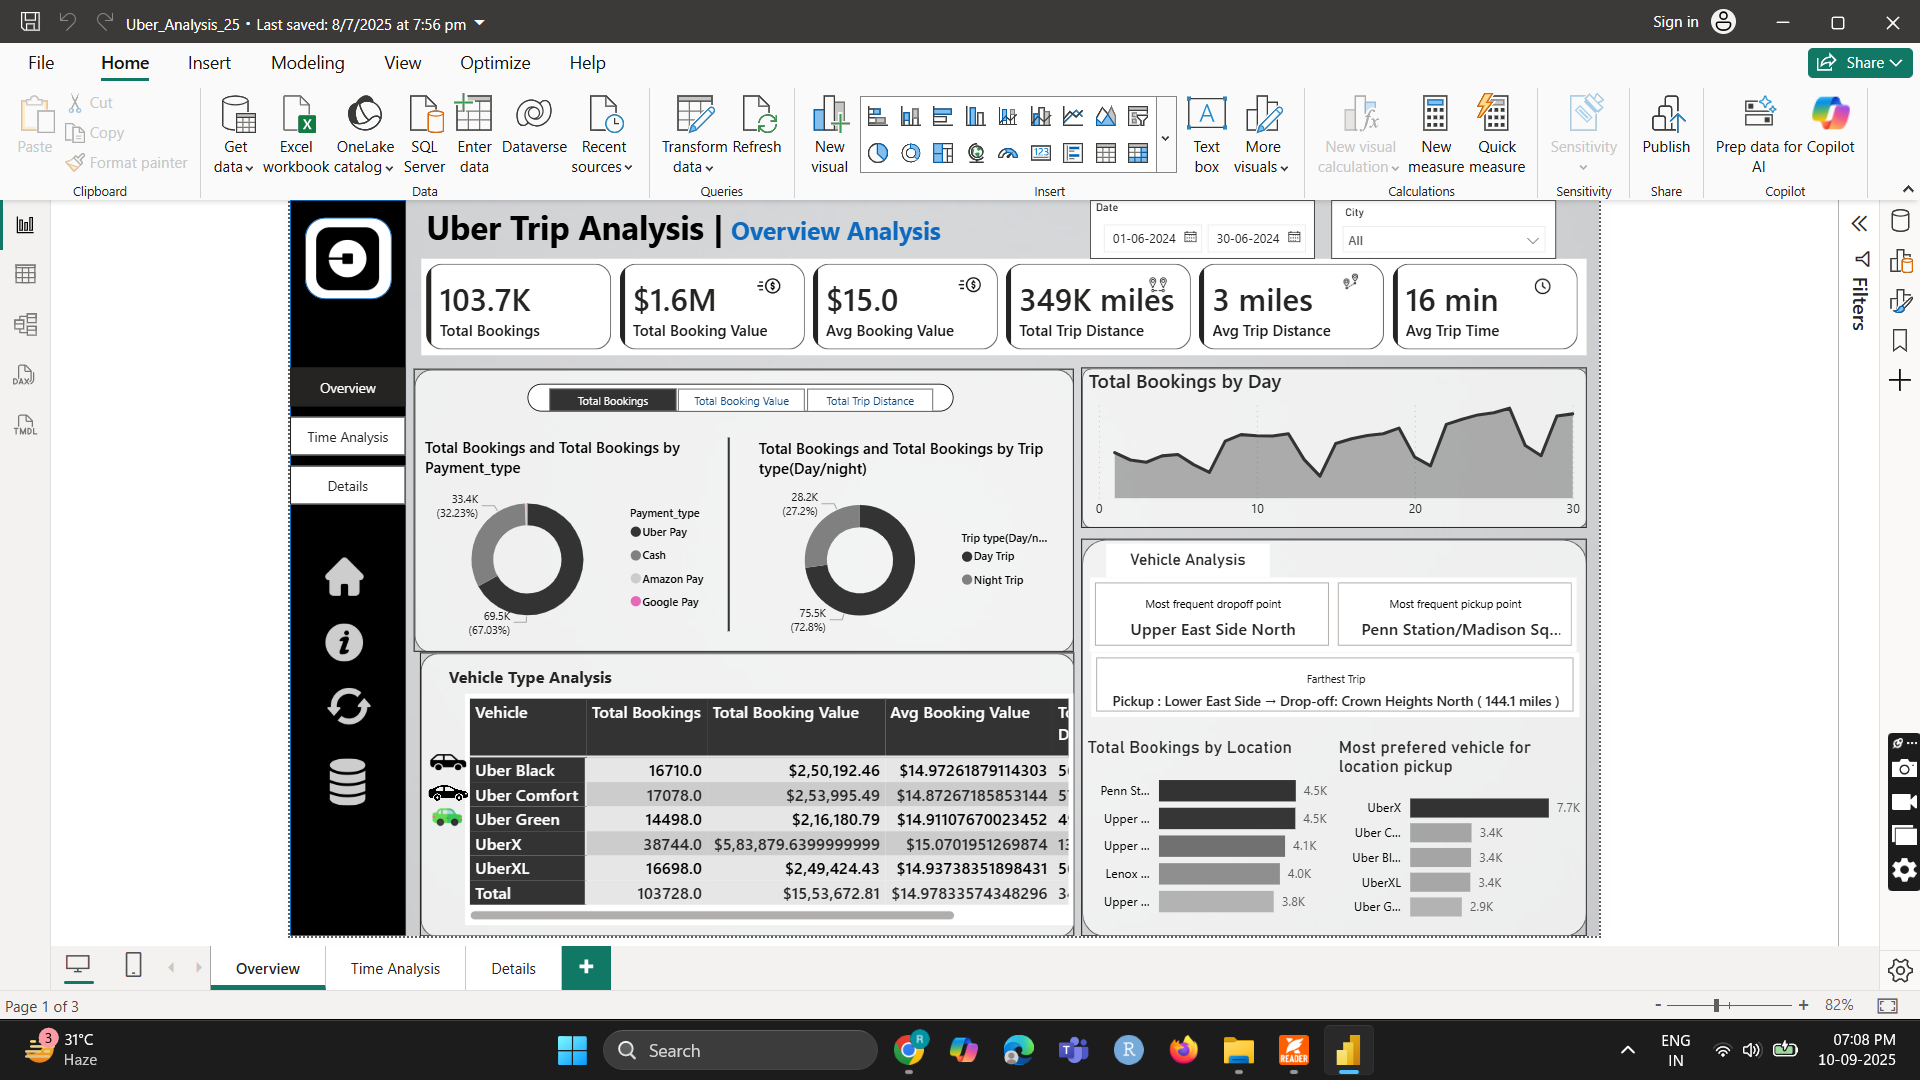 Uber_Analysis_25 • Last saved: 8/7/2025 at 7:56 pm
Sign in
File
Home
Insert
Modeling
View
Optimize
Help
Share
Paste
Cut
Copy
Format painter
Clipboard
Get data
Excel workbook
OneLake catalog
SQL Server
Enter data
Dataverse
Recent sources
Data
Transform data
Refresh
Queries
New visual
Text box
More visuals
Insert
New visual calculation
New measure
Quick measure
Calculations
Sensitivity
Sensitivity
Publish
Share
Prep data for AI
Copilot
Copilot
DAX
TMDL
Filters
Uber Trip Analysis | Overview Analysis
Date
01-06-2024
30-06-2024
City
All
103.7K
Total Bookings
$1.6M
Total Booking Value
$15.0
Avg Booking Value
349K miles
Total Trip Distance
3 miles
Avg Trip Distance
16 min
Avg Trip Time
Overview
Time Analysis
Details
Total Bookings
Total Booking Value
Total Trip Distance
Total Bookings and Total Bookings by
Payment_type
33.4K
(32.23%)
69.5K
(67.03%)
Payment_type
Uber Pay
Cash
Amazon Pay
Google Pay
Total Bookings and Total Bookings by Trip
type(Day/night)
28.2K
(27.2%)
75.5K
(72.8%)
Trip type(Day/n...
Day Trip
Night Trip
Total Bookings by Day
0 10 20 30
Vehicle Analysis
Most frequent dropoff point
Upper East Side North
Most frequent pickup point
Penn Station/Madison Sq...
Farthest Trip
Pickup : Lower East Side → Drop-off: Crown Heights North ( 144.1 miles )
Vehicle Type Analysis
Vehicle Total Bookings Total Booking Value Avg Booking Value
Uber Black 16710.0 $2,50,192.46 $14.97261879114303
Uber Comfort 17078.0 $2,53,995.49 $14.87267185853144
Uber Green 14498.0 $2,16,180.79 $14.91107670023452
UberX 38744.0 $5,83,879.6399999999 $15.0701951269874
UberXL 16698.0 $2,49,424.43 $14.93738351898431
Total 103728.0 $15,53,672.81 $14.97833574348296
Total Bookings by Location
Penn St... 4.5K
Upper ... 4.5K
Upper ... 4.1K
Lenox ... 4.0K
Upper ... 3.8K
Most prefered vehicle for
location pickup
UberX 7.7K
Uber C... 3.4K
Uber Bl... 3.4K
UberXL 3.4K
Uber G... 2.9K
Overview
Time Analysis
Details
Page 1 of 3
82%
3
31°C
Haze
Search
R
T
R
READER
ENG
IN
07:08 PM
10-09-2025